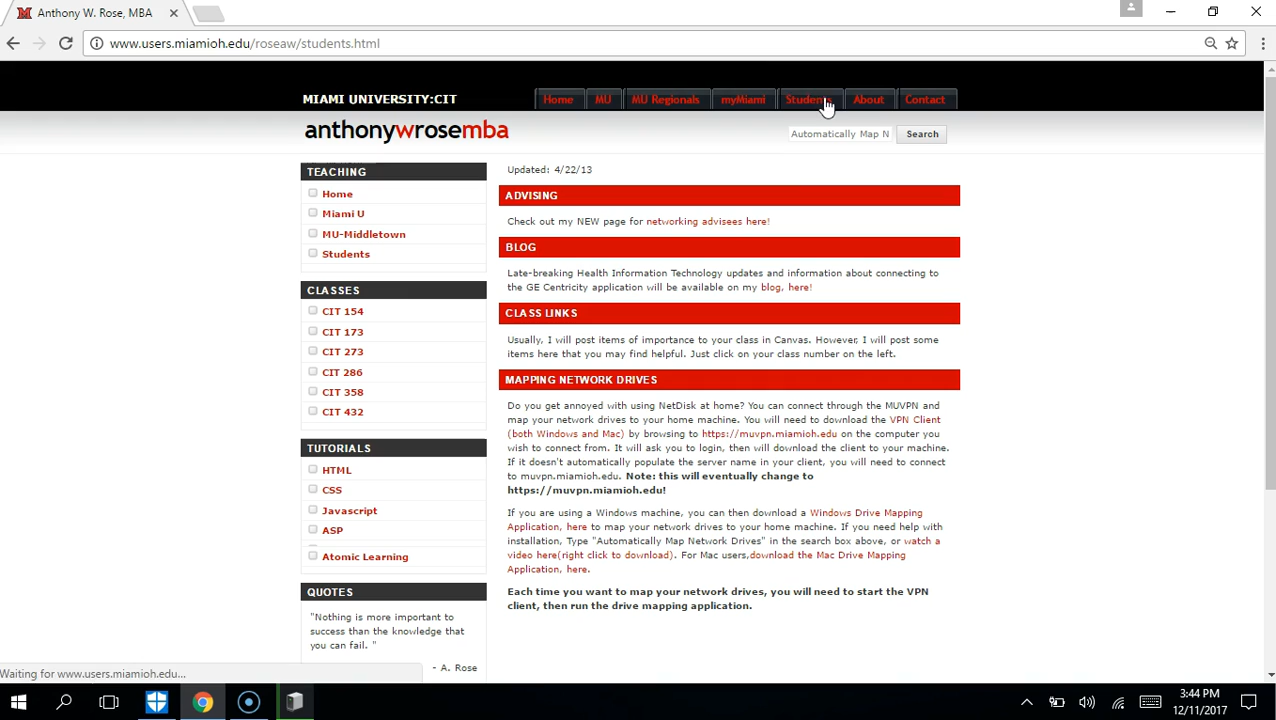 Anthony W. Rose, MBA
www.users.miamioh.edu/roseaw/students.html
MIAMI UNIVERSITY:CIT
Home MU MU Regionals myMiami Students About Contact
anthonywrosemba
Automatically Map N Search
TEACHING
Home
Miami U
MU-Middletown
Students
CLASSES
CIT 154
CIT 173
CIT 273
CIT 286
CIT 358
CIT 432
TUTORIALS
HTML
CSS
Javascript
ASP
Atomic Learning
QUOTES
"Nothing is more important to
success than the knowledge that
you can fail. "
- A. Rose
Updated: 4/22/13
ADVISING
Check out my NEW page for networking advisees here!
BLOG
Late-breaking Health Information Technology updates and information about connecting to
the GE Centricity application will be available on my blog, here!
CLASS LINKS
Usually, I will post items of importance to your class in Canvas. However, I will post some
items here that you may find helpful. Just click on your class number on the left.
MAPPING NETWORK DRIVES
Do you get annoyed with using NetDisk at home? You can connect through the MUVPN and
map your network drives to your home machine. You will need to download the VPN Client
(both Windows and Mac) by browsing to https://muvpn.miamioh.edu on the computer you
wish to connect from. It will ask you to login, then will download the client to your machine.
If it doesn't automatically populate the server name in your client, you will need to connect
to muvpn.miamioh.edu. Note: this will eventually change to
https://muvpn.miamioh.edu!
If you are using a Windows machine, you can then download a Windows Drive Mapping
Application, here to map your network drives to your home machine. If you need help with
installation, Type "Automatically Map Network Drives" in the search box above, or watch a
video here(right click to download). For Mac users,download the Mac Drive Mapping
Application, here.
Each time you want to map your network drives, you will need to start the VPN
client, then run the drive mapping application.
Waiting for www.users.miamioh.edu...
3:44 PM
12/11/2017